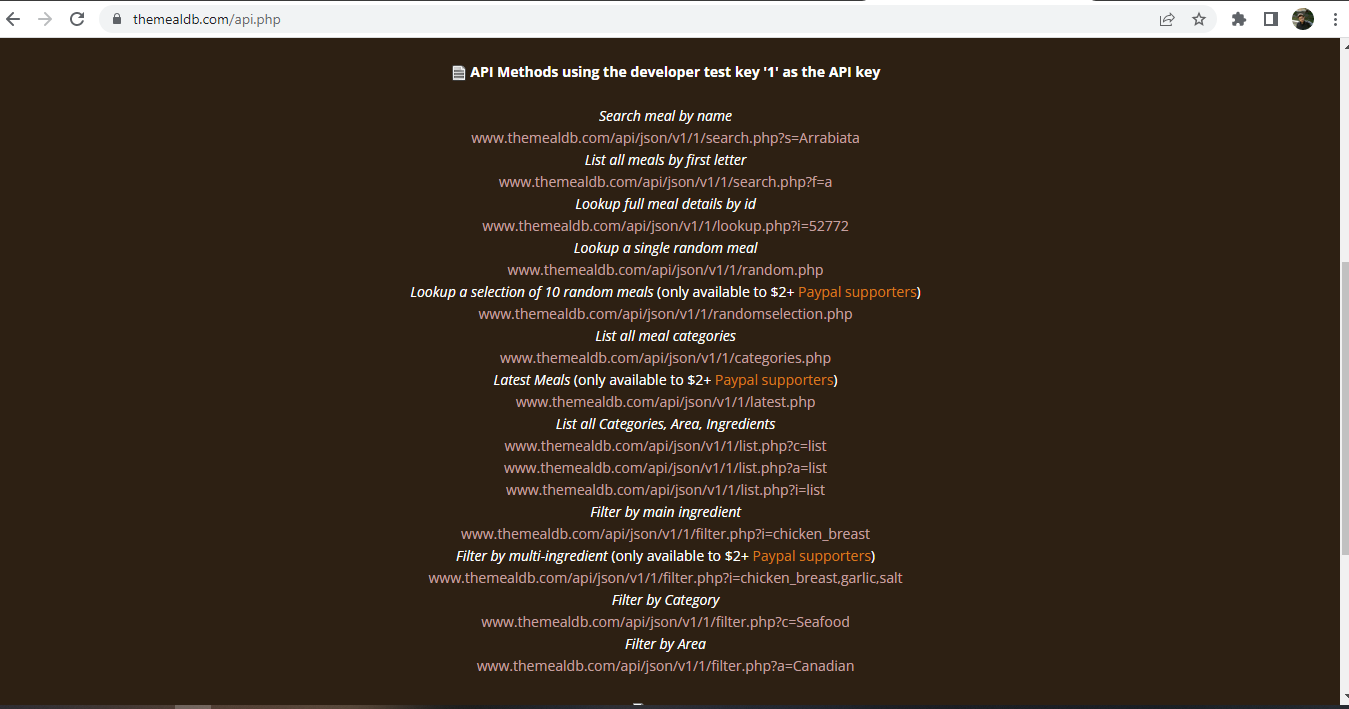 themealdb.com/api.php
API Methods using the developer test key '1' as the API key
Search meal by name
www.themealdb.com/api/json/v1/1/search.php?s=Arrabiata
List all meals by first letter
www.themealdb.com/api/json/v1/1/search.php?f=a
Lookup full meal details by id
www.themealdb.com/api/json/v1/1/lookup.php?i=52772
Lookup a single random meal
www.themealdb.com/api/json/v1/1/random.php
Lookup a selection of 10 random meals (only available to $2+ Paypal supporters)
www.themealdb.com/api/json/v1/1/randomselection.php
List all meal categories
www.themealdb.com/api/json/v1/1/categories.php
Latest Meals (only available to $2+ Paypal supporters)
www.themealdb.com/api/json/v1/1/latest.php
List all Categories, Area, Ingredients
www.themealdb.com/api/json/v1/1/list.php?c=list
www.themealdb.com/api/json/v1/1/list.php?a=list
www.themealdb.com/api/json/v1/1/list.php?i=list
Filter by main ingredient
www.themealdb.com/api/json/v1/1/filter.php?i=chicken_breast
Filter by multi-ingredient (only available to $2+ Paypal supporters)
www.themealdb.com/api/json/v1/1/filter.php?i=chicken_breast,garlic,salt
Filter by Category
www.themealdb.com/api/json/v1/1/filter.php?c=Seafood
Filter by Area
www.themealdb.com/api/json/v1/1/filter.php?a=Canadian